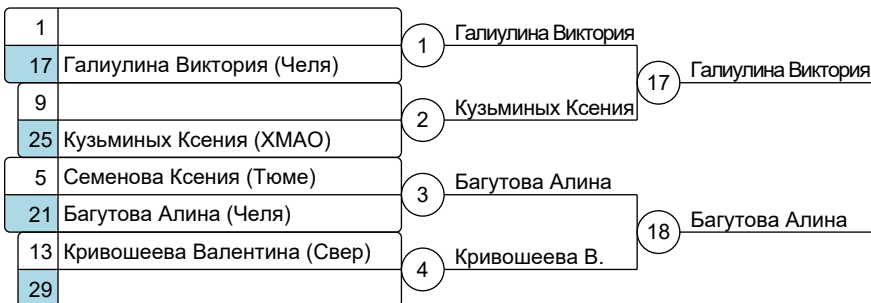 1
17 Галиулина Виктория (Челя)
9
25 Кузьминых Ксения (ХМАО)
5 Семенова Ксения (Тюме)
21 Багутова Алина (Челя)
13 Кривошеева Валентина (Свер)
29
1 Галиулина Виктория
2 Кузьминых Ксения
3 Багутова Алина
4 Кривошеева В.
17 Галиулина Виктория
18 Багутова Алина